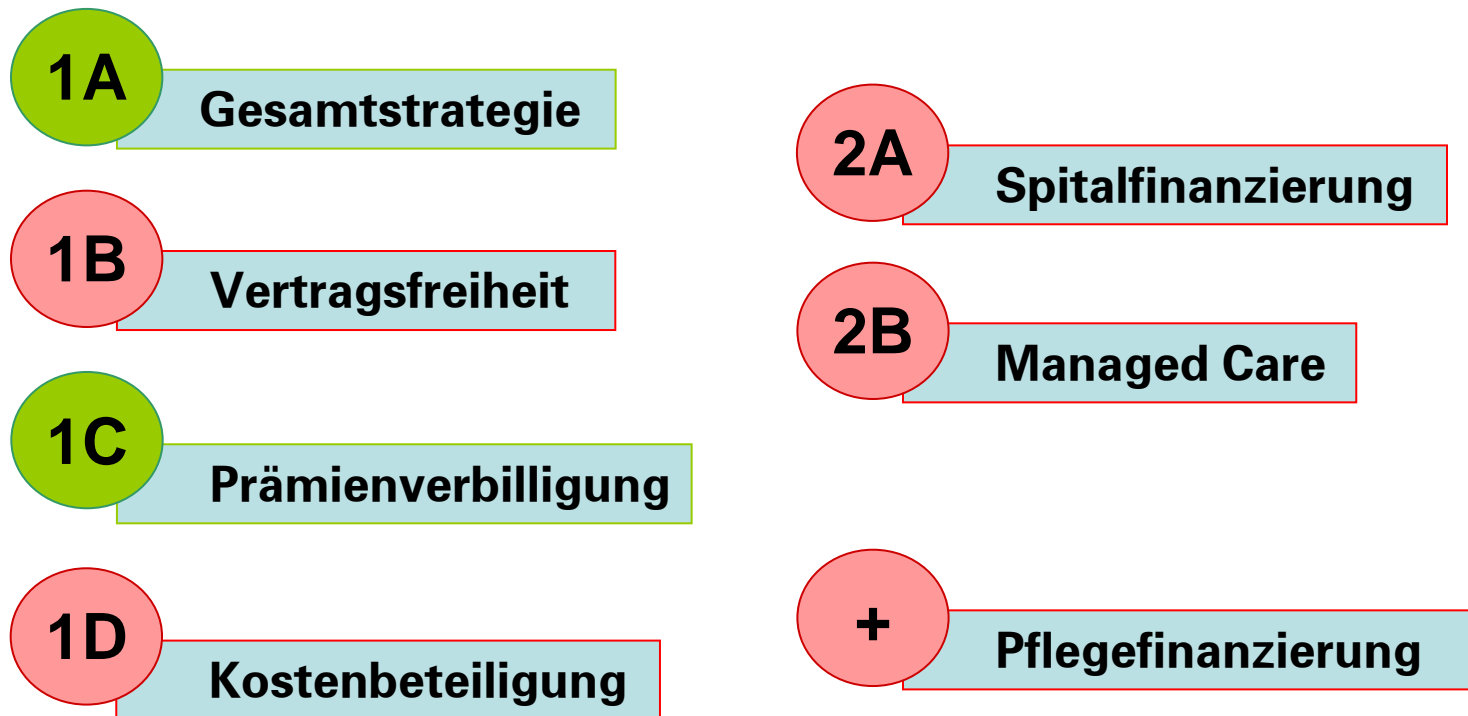 1A
Gesamtstrategie
1B
Vertragsfreiheit
1C
Prämienverbilligung
1D
Kostenbeteiligung
2A
Spitalfinanzierung
2B
Managed Care
+
Pflegefinanzierung